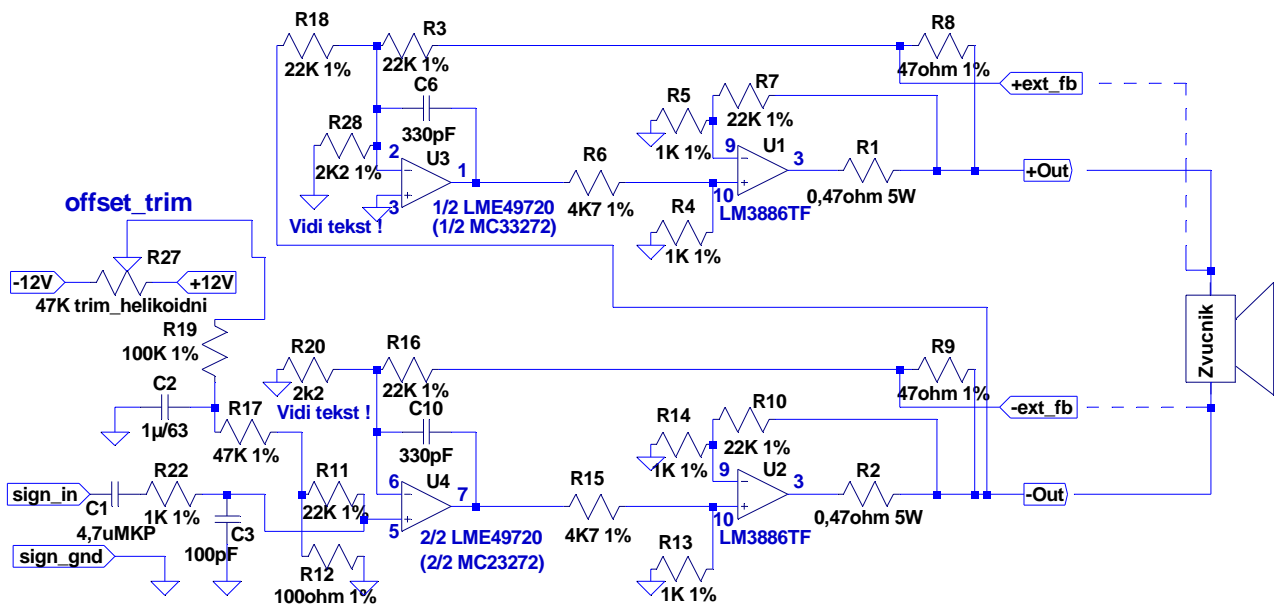 R18
22K 1%
R3
22K 1%
R8
47ohm 1%
+ext_fb
C6
330pF
R28
2K2 1%
2
3
1
U3
Vidi tekst !
1/2 LME49720
(1/2 MC33272)
R6
4K7 1%
R5
1K 1%
R7
22K 1%
R4
1K 1%
9
10
3
U1
LM3886TF
R1
0,47ohm 5W
+Out
offset_trim
R27
-12V
+12V
47K trim_helikoidni
R19
100K 1%
C2
1µ/63
R17
47K 1%
R20
2k2
Vidi tekst !
R16
22K 1%
C10
330pF
R9
47ohm 1%
-ext_fb
Zvucnik
sign_in
C1
4,7uMKP
R22
1K 1%
C3
100pF
sign_gnd
R11
22K 1%
R12
100ohm 1%
6
5
7
U4
2/2 LME49720
(2/2 MC23272)
R15
4K7 1%
R14
1K 1%
R10
22K 1%
R13
1K 1%
9
10
3
U2
LM3886TF
R2
0,47ohm 5W
-Out